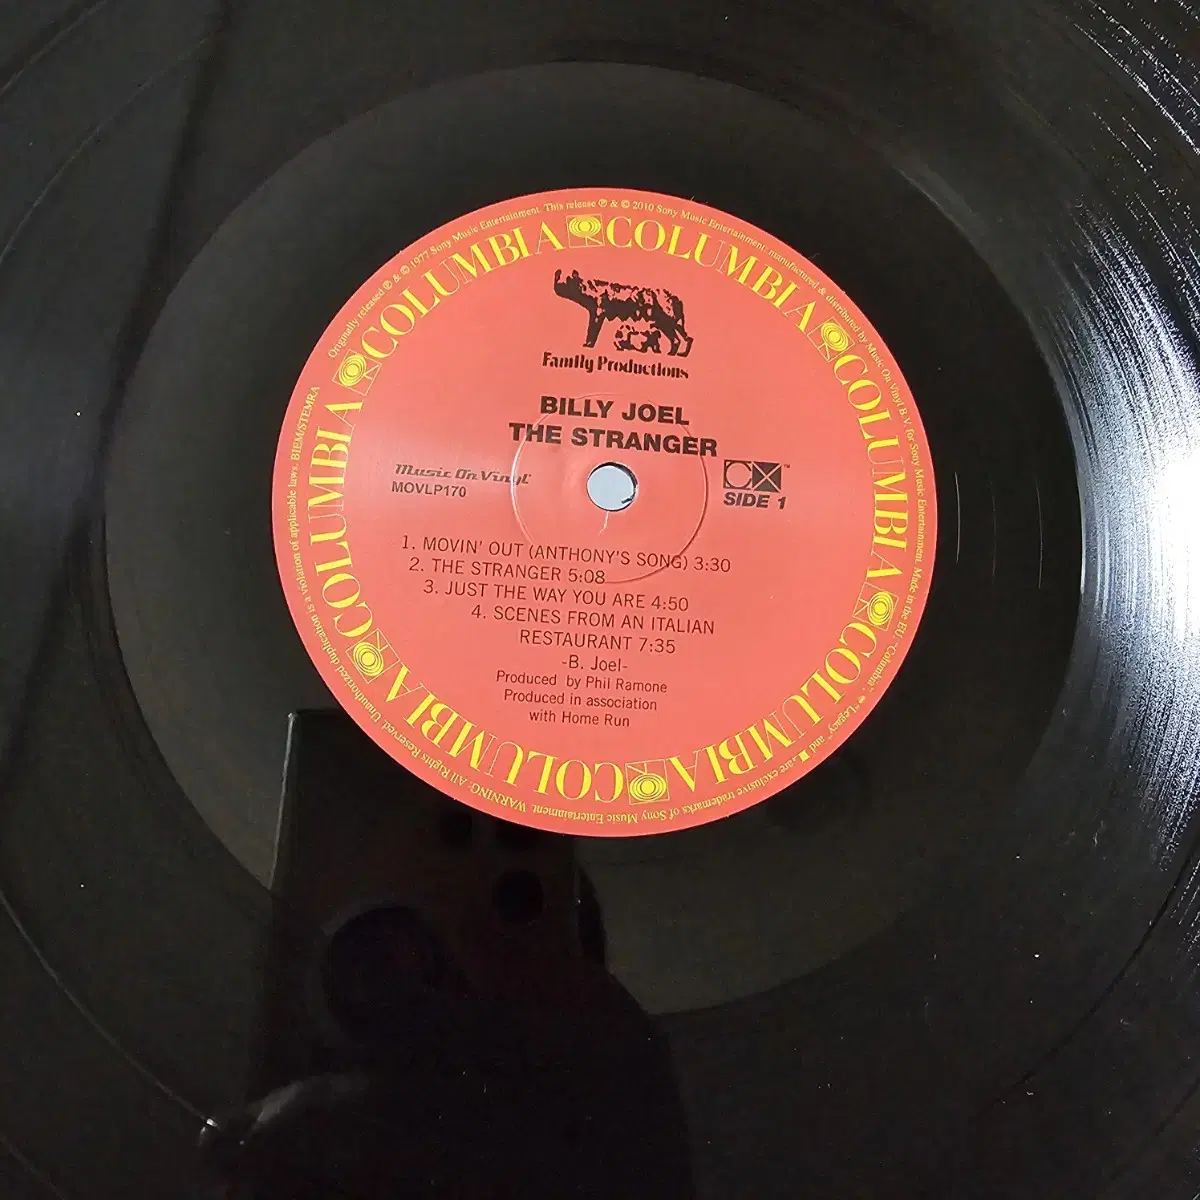 Originally released ℗ & © 1977 Sony Music Entertainment. This release ℗ & © 2010 Sony Music Entertainment; manufactured & distributed by Music On Vinyl B.V. for Sony Music Entertainment. Made in the EU. "Columbia", "Legacy" and L are exclusive trademarks of Sony Music Entertainment. WARNING: All Rights Reserved. Unauthorized duplication is a violation of applicable laws. BIEM/STEMRA
COLUMBIA COLUMBIA COLUMBIA COLUMBIA COLUMBIA COLUMBIA
Family Productions
BILLY JOEL
THE STRANGER
Music On Vinyl
MOVLP170
CX™
SIDE 1
1. MOVIN' OUT (ANTHONY'S SONG) 3:30
2. THE STRANGER 5:08
3. JUST THE WAY YOU ARE 4:50
4. SCENES FROM AN ITALIAN
RESTAURANT 7:35
-B. Joel-
Produced by Phil Ramone
Produced in association
with Home Run